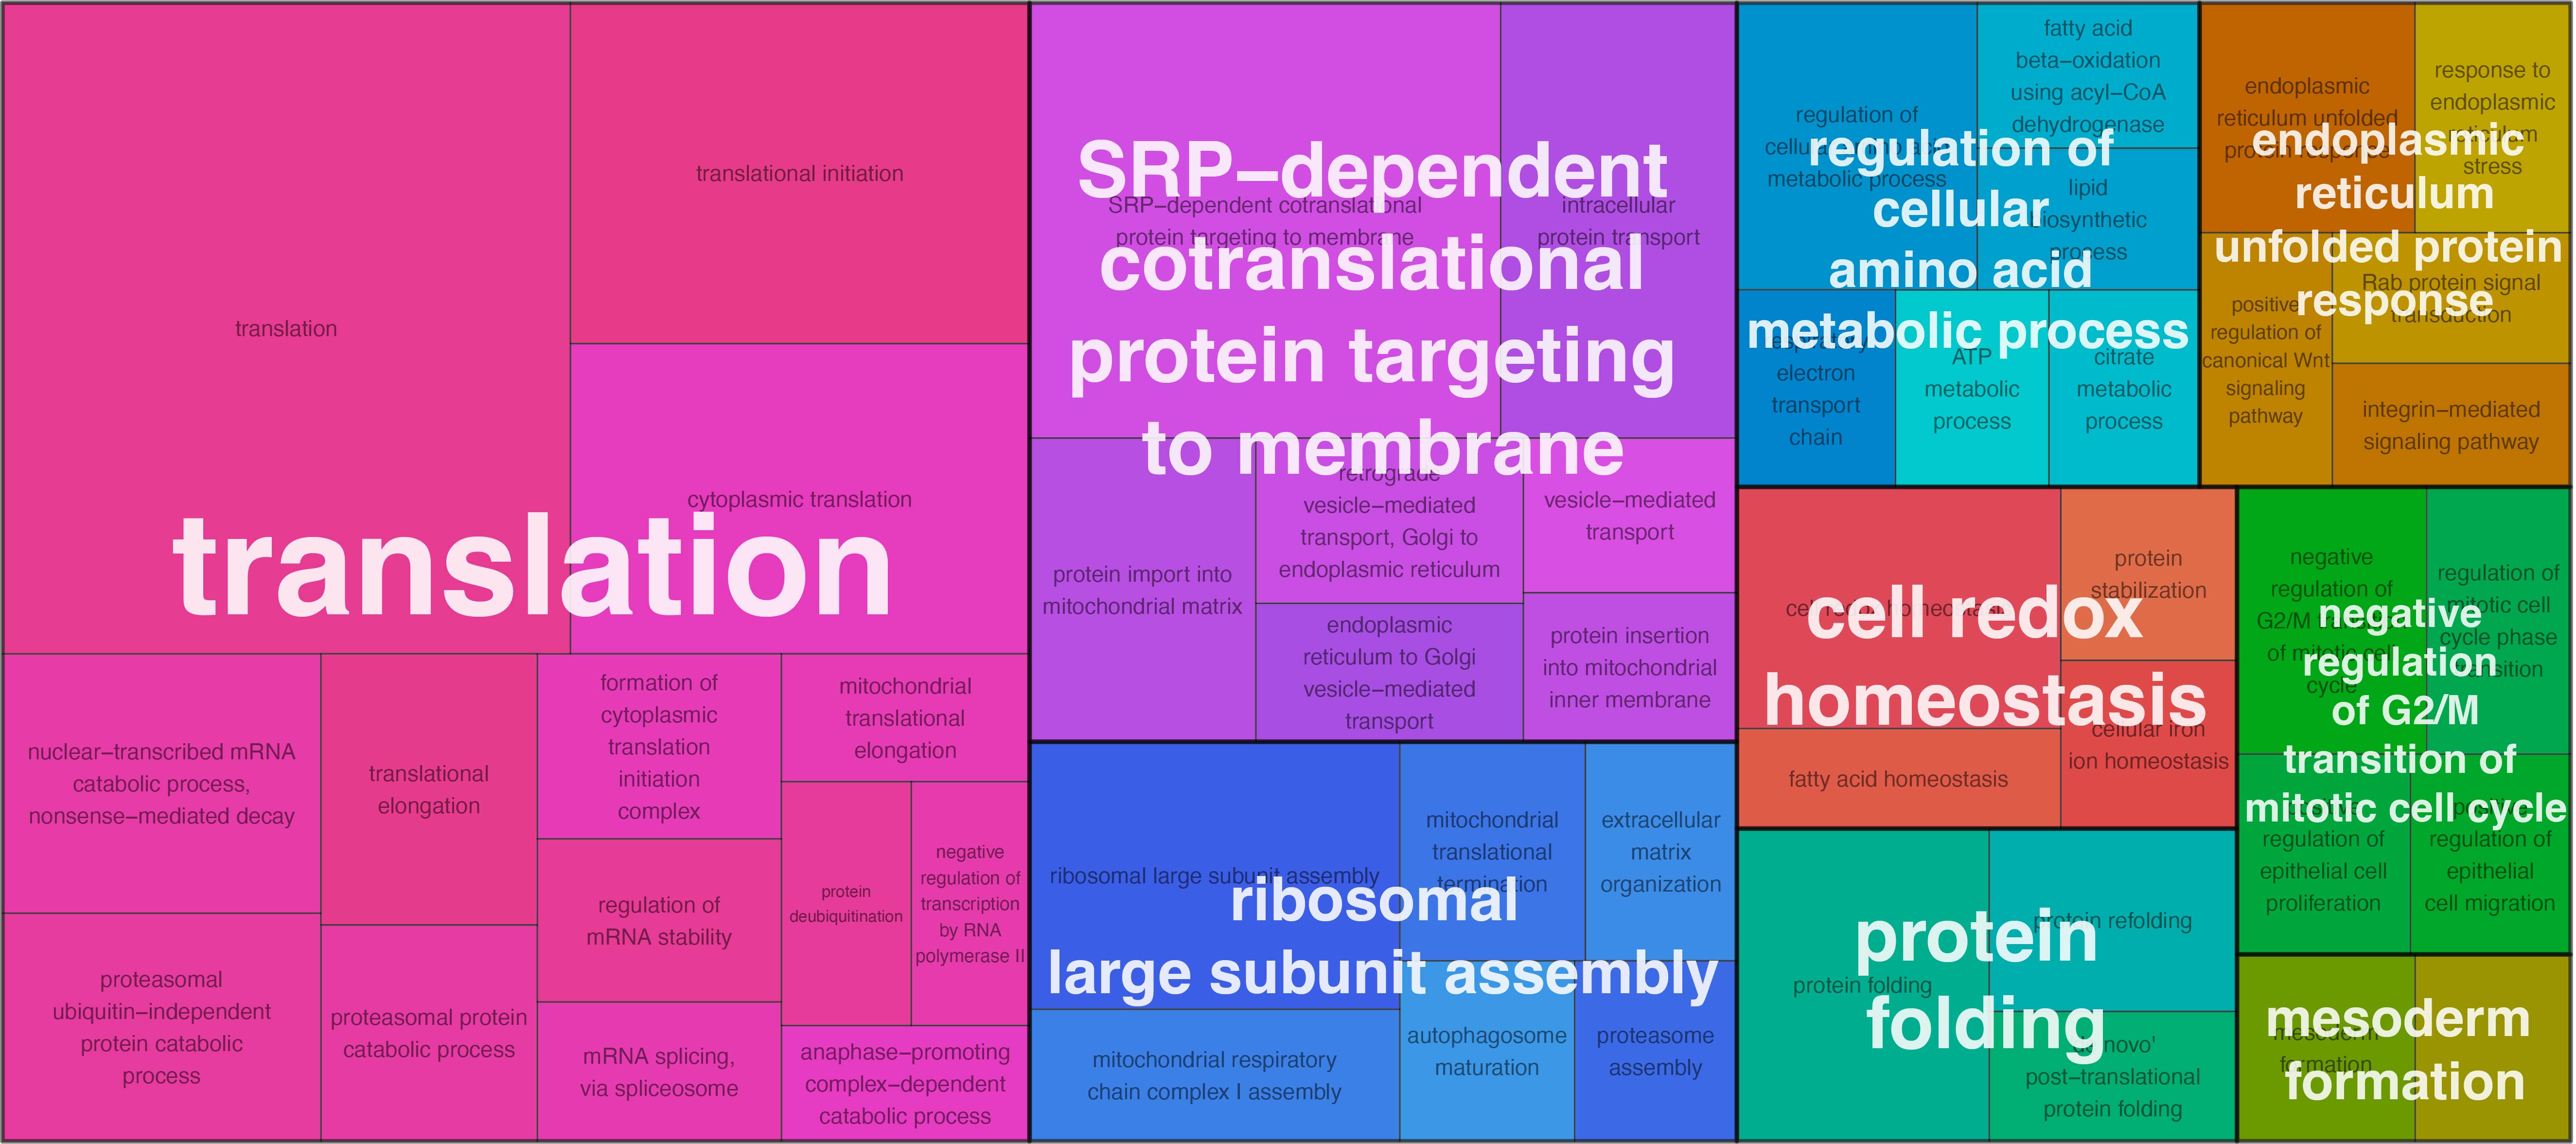 translation
translation
translational initiation
cytoplasmic translation
nuclear–transcribed mRNA
catabolic process,
nonsense–mediated decay
translational
elongation
formation of
cytoplasmic
translation
initiation
complex
mitochondrial
translational
elongation
regulation of
mRNA stability
protein
deubiquitination
negative
regulation of
transcription
by RNA
polymerase II
proteasomal
ubiquitin–independent
protein catabolic
process
proteasomal protein
catabolic process
mRNA splicing,
via spliceosome
anaphase–promoting
complex–dependent
catabolic process
SRP–dependent
cotranslational
protein targeting
to membrane
SRP–dependent cotranslational
protein targeting to membrane
intracellular
protein transport
protein import into
mitochondrial matrix
retrograde
vesicle–mediated
transport, Golgi to
endoplasmic reticulum
vesicle–mediated
transport
endoplasmic
reticulum to Golgi
vesicle–mediated
transport
protein insertion
into mitochondrial
inner membrane
ribosomal
large subunit assembly
ribosomal large subunit assembly
mitochondrial
translational
termination
extracellular
matrix
organization
mitochondrial respiratory
chain complex I assembly
autophagosome
maturation
proteasome
assembly
regulation of
cellular
amino acid
metabolic process
regulation of
cellular amino acid
metabolic process
fatty acid
beta–oxidation
using acyl–CoA
dehydrogenase
lipid
biosynthetic
process
respiratory
electron
transport
chain
ATP
metabolic
process
citrate
metabolic
process
endoplasmic
reticulum
unfolded protein
response
endoplasmic
reticulum unfolded
protein response
response to
endoplasmic
reticulum
stress
positive
regulation of
canonical Wnt
signaling
pathway
Rab protein signal
transduction
integrin–mediated
signaling pathway
cell redox
homeostasis
cell redox homeostasis
protein
stabilization
fatty acid homeostasis
cellular iron
ion homeostasis
negative
regulation
of G2/M
transition of
mitotic cell cycle
negative
regulation of
G2/M transition
of mitotic cell
cycle
regulation of
mitotic cell
cycle phase
transition
positive
regulation of
epithelial cell
proliferation
positive
regulation of
epithelial
cell migration
protein
folding
protein folding
protein refolding
'de novo'
post–translational
protein folding
mesoderm
formation
mesoderm
formation